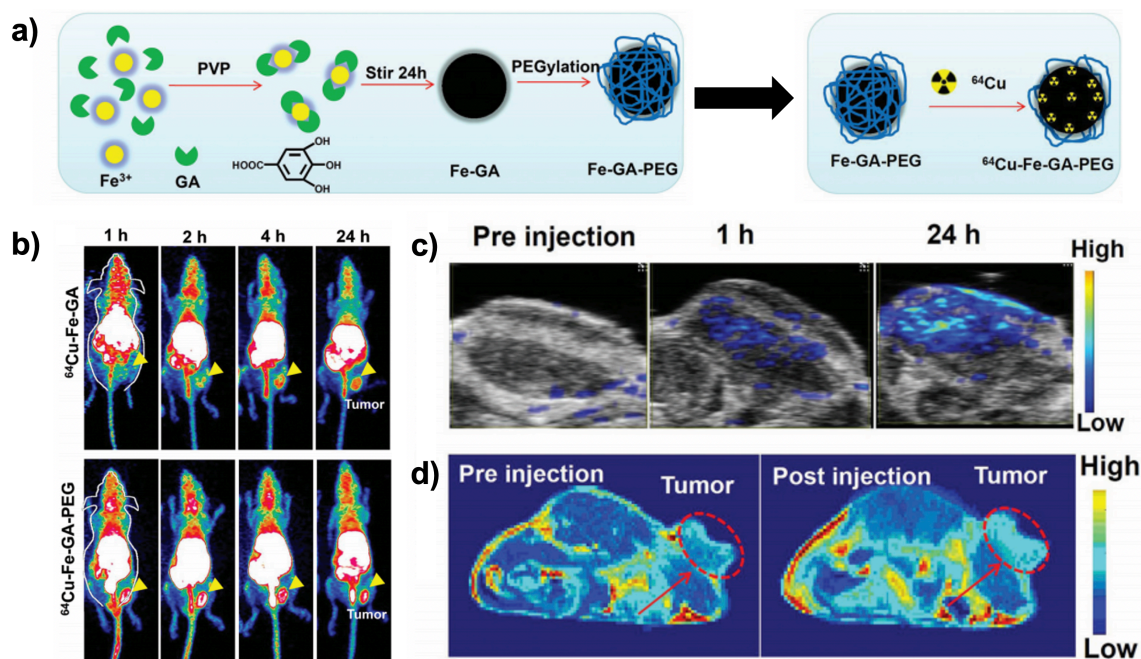 a)
PVP
Stir 24h
PEGylation
⁶⁴Cu
HOOC
OH
OH
OH
Fe³⁺
GA
Fe-GA
Fe-GA-PEG
Fe-GA-PEG
⁶⁴Cu-Fe-GA-PEG
b)
1 h
2 h
4 h
24 h
⁶⁴Cu-Fe-GA
Tumor
⁶⁴Cu-Fe-GA-PEG
Tumor
c)
Pre injection
1 h
24 h
High
Low
d)
Pre injection
Tumor
Post injection
Tumor
High
Low